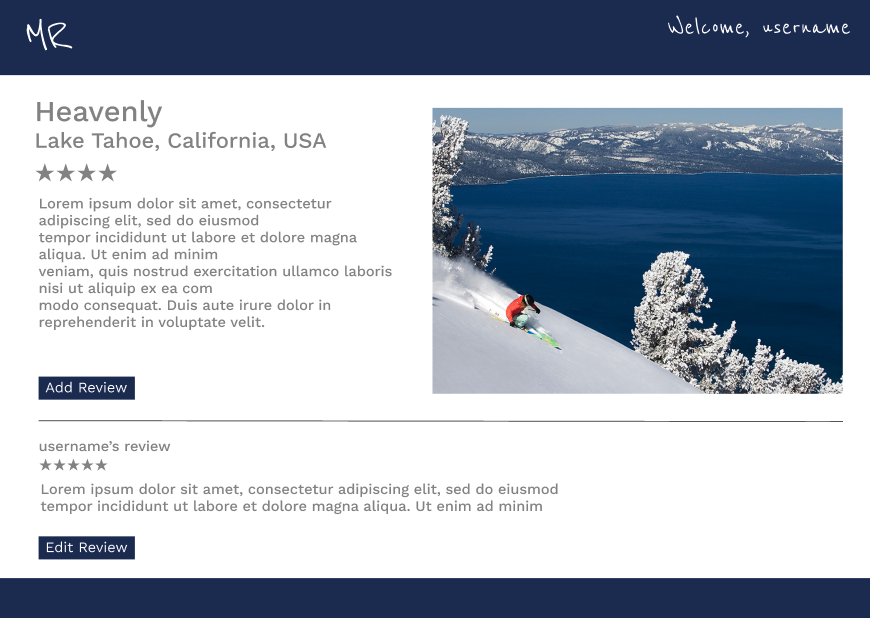 MR
Welcome, username
Heavenly
Lake Tahoe, California, USA
★★★★
Lorem ipsum dolor sit amet, consectetur
adipiscing elit, sed do eiusmod
tempor incididunt ut labore et dolore magna
aliqua. Ut enim ad minim
veniam, quis nostrud exercitation ullamco laboris
nisi ut aliquip ex ea com
modo consequat. Duis aute irure dolor in
reprehenderit in voluptate velit.
Add Review
username’s review
★★★★★
Lorem ipsum dolor sit amet, consectetur adipiscing elit, sed do eiusmod
tempor incididunt ut labore et dolore magna aliqua. Ut enim ad minim
Edit Review